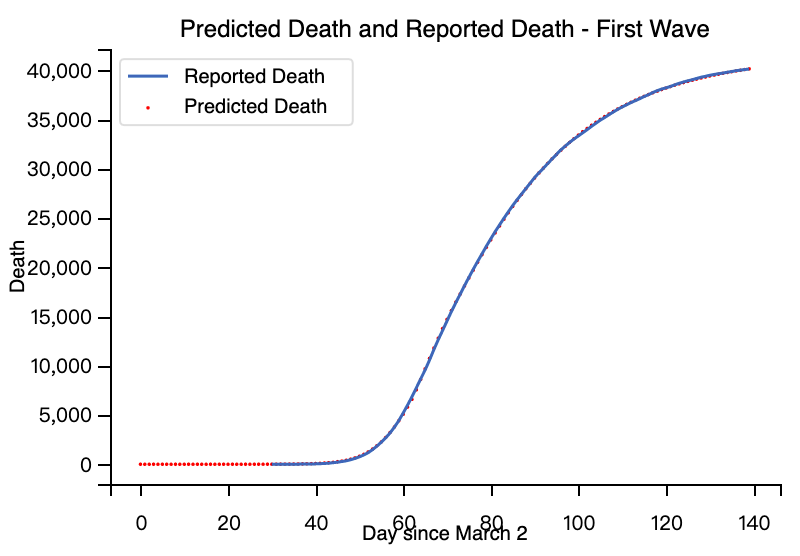 Predicted Death and Reported Death - First Wave
Reported Death
Predicted Death
40,000
35,000
30,000
25,000
20,000
15,000
10,000
5,000
0
Death
0 20 40 60 80 100 120 140
Day since March 2